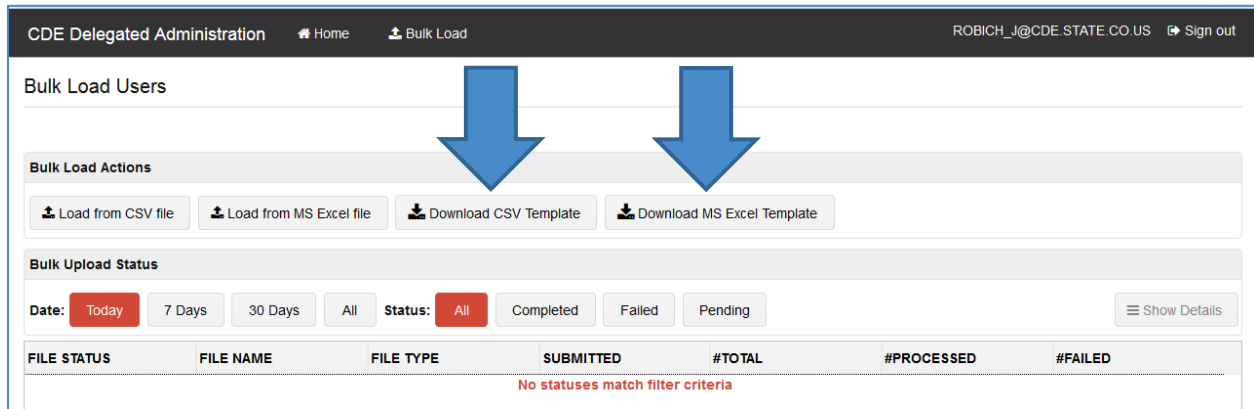 CDE Delegated Administration Home Bulk Load ROBICH_J@CDE.STATE.CO.US Sign out
Bulk Load Users
Bulk Load Actions
Load from CSV file Load from MS Excel file Download CSV Template Download MS Excel Template
Bulk Upload Status
Date: Today 7 Days 30 Days All Status: All Completed Failed Pending Show Details
FILE STATUS FILE NAME FILE TYPE SUBMITTED #TOTAL #PROCESSED #FAILED
No statuses match filter criteria